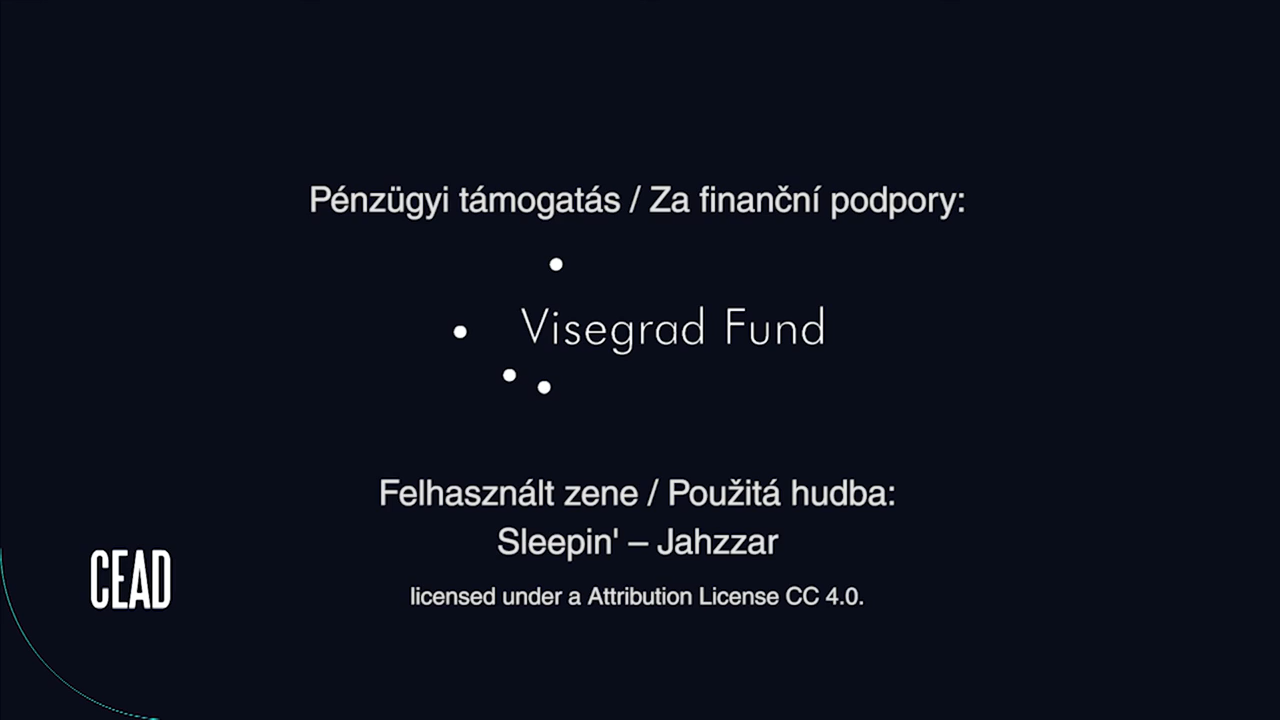 Pénzügyi támogatás / Za finanční podpory:
Visegrad Fund
Felhasznált zene / Použitá hudba:
Sleepin' – Jahzzar
licensed under a Attribution License CC 4.0.
CEAD